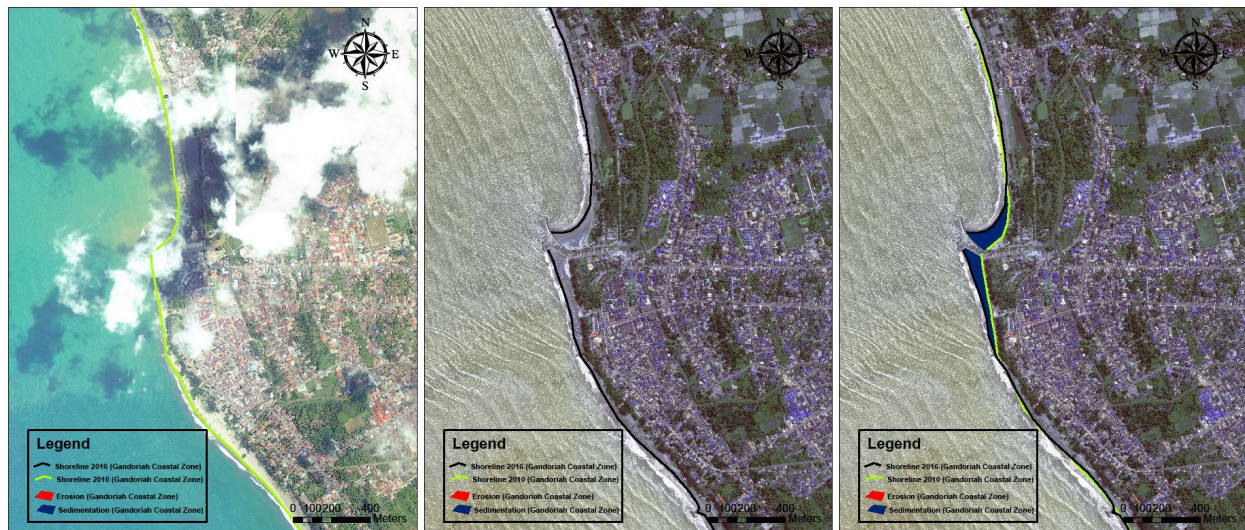 N
W E
S
Legend
Shoreline 2016 (Gandoriah Coastal Zone)
Shoreline 2010 (Gandoriah Coastal Zone)
Erosion (Gandoriah Coastal Zone)
Sedimentation (Gandoriah Coastal Zone)
0 100200 400
Meters
N
W E
S
Legend
Shoreline 2016 (Gandoriah Coastal Zone)
Shoreline 2010 (Gandoriah Coastal Zone)
Erosion (Gandoriah Coastal Zone)
Sedimentation (Gandoriah Coastal Zone)
0 100200 400
Meters
N
W E
S
Legend
Shoreline 2016 (Gandoriah Coastal Zone)
Shoreline 2010 (Gandoriah Coastal Zone)
Erosion (Gandoriah Coastal Zone)
Sedimentation (Gandoriah Coastal Zone)
0 100200 400
Meters